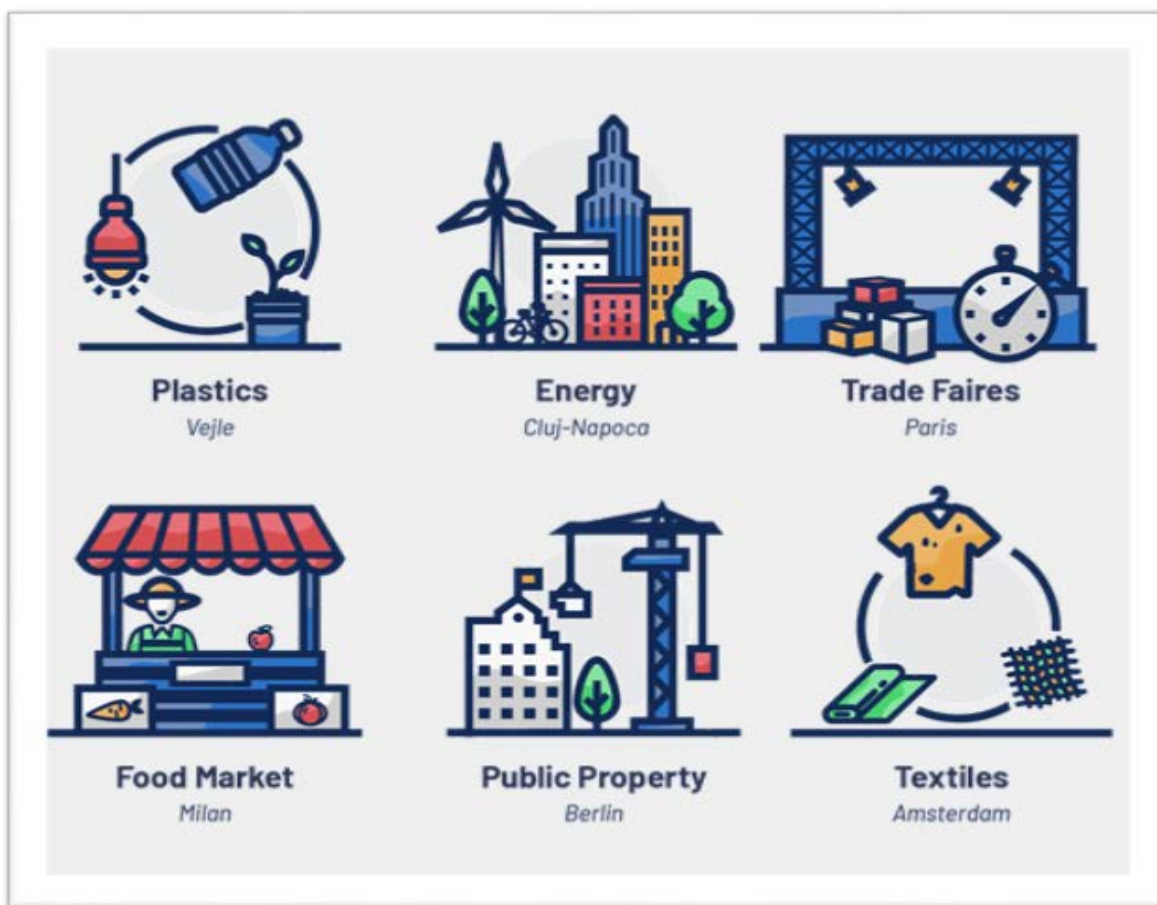 Plastics
Vejle
Energy
Cluj-Napoca
Trade Faires
Paris
Food Market
Milan
Public Property
Berlin
Textiles
Amsterdam